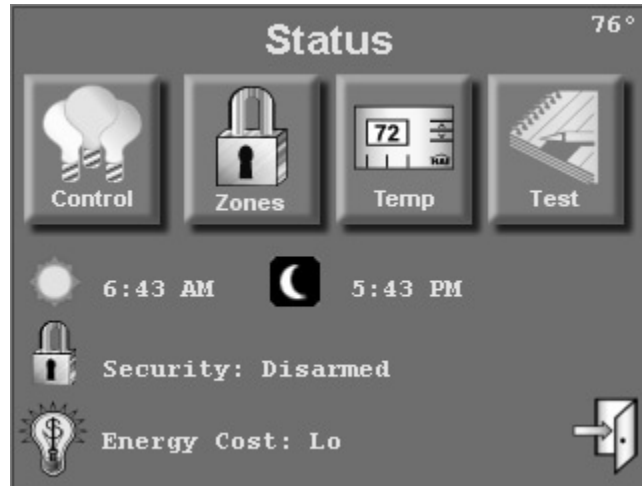 Status
76°
72
Control
Zones
Temp
Test
6:43 AM
5:43 PM
Security: Disarmed
$
Energy Cost: Lo